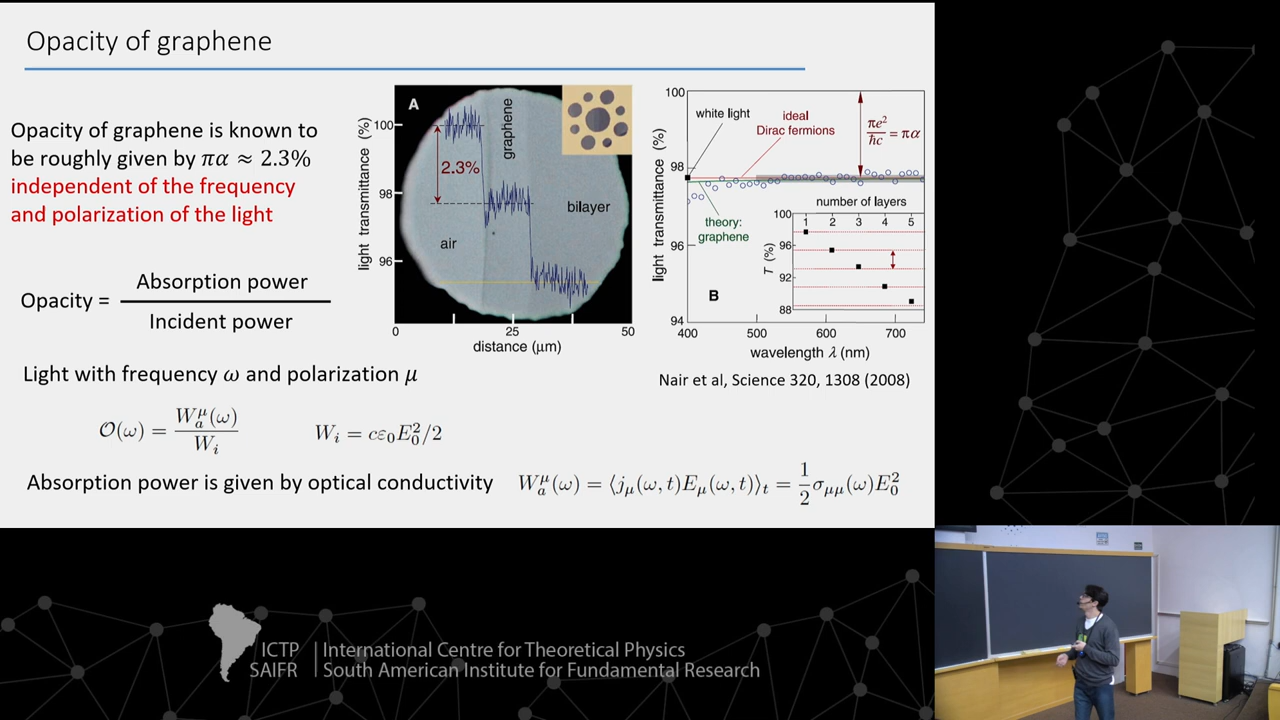 Opacity of graphene
Opacity of graphene is known to
be roughly given by πα ≈ 2.3%
independent of the frequency
and polarization of the light
Opacity = Absorption power
Incident power
Light with frequency ω and polarization μ
𝒪(ω) = W_a^μ(ω) / W_i
W_i = cε_0E_0^2/2
Absorption power is given by optical conductivity
W_a^μ(ω) = ⟨j_μ(ω, t)E_μ(ω, t)⟩_t = 1/2 σ_μμ(ω)E_0^2
A
light transmittance (%)
100
98
96
2.3%
graphene
air
bilayer
0
25
50
distance (μm)
light transmittance (%)
100
98
96
94
white light
ideal
Dirac fermions
πe²/ħc = πα
theory:
graphene
number of layers
1 2 3 4 5
T (%)
100
96
92
88
B
400 500 600 700
wavelength λ (nm)
Nair et al, Science 320, 1308 (2008)
ICTP
SAIFR
International Centre for Theoretical Physics
South American Institute for Fundamental Research